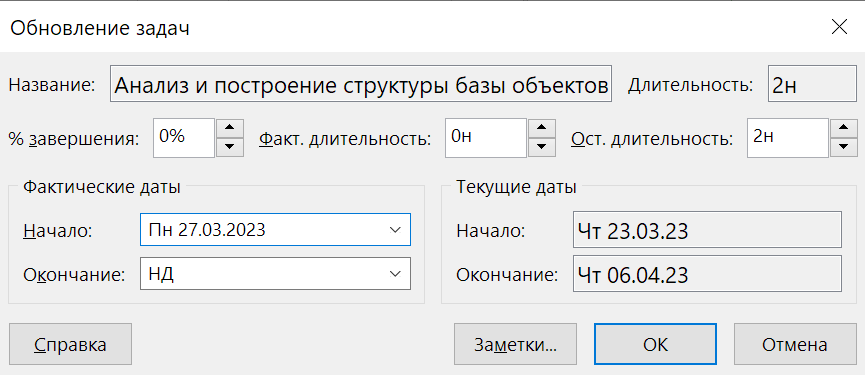 Обновление задач
Название: Анализ и построение структуры базы объектов Длительность: 2н
% завершения: 0% Факт. длительность: 0н Ост. длительность: 2н
Фактические даты
Начало: Пн 27.03.2023
Окончание: НД
Текущие даты
Начало: Чт 23.03.23
Окончание: Чт 06.04.23
Справка Заметки... ОК Отмена